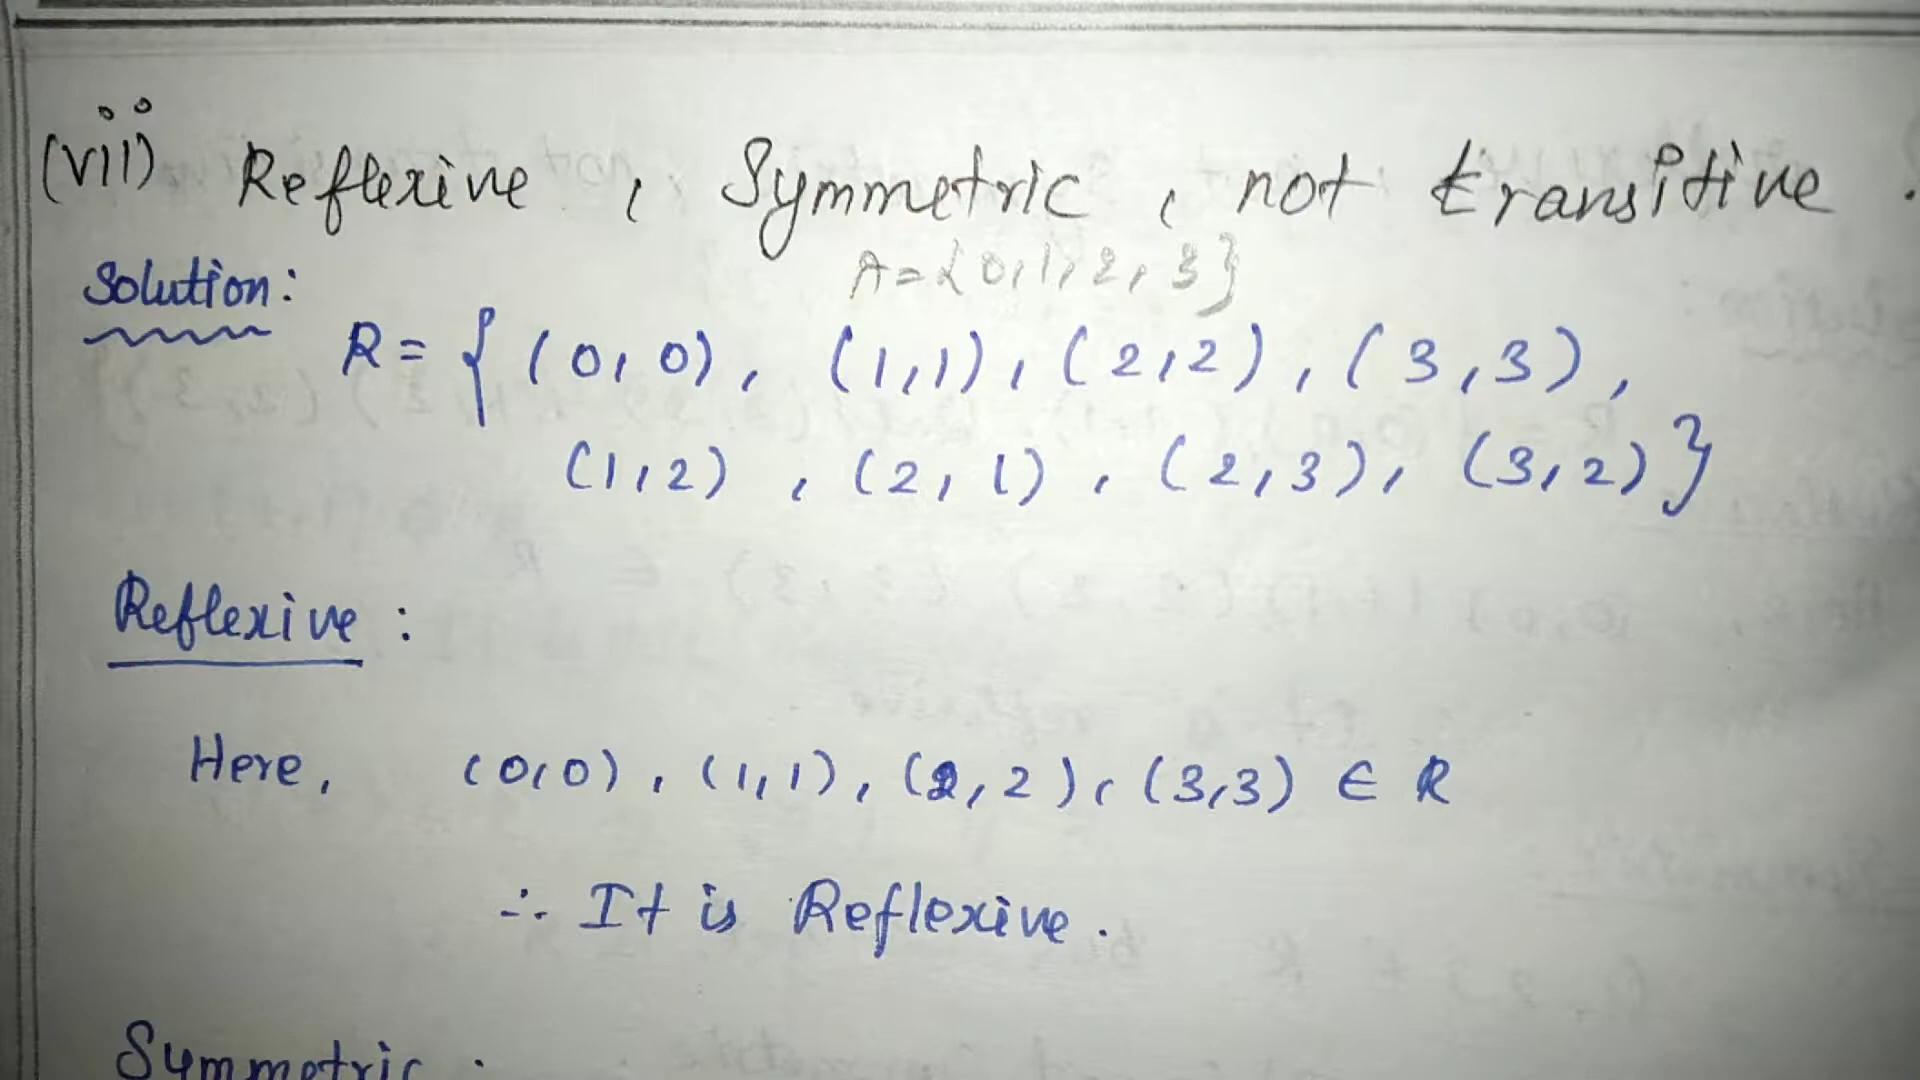 (vii) Reflexive, Symmetric, not transitive.
A={0,1,2,3}
Solution:
R= { (0,0), (1,1), (2,2), (3,3),
(1,2), (2,1), (2,3), (3,2)}
Reflexive:
Here, (0,0), (1,1), (2,2), (3,3) ∈ R
∴ It is Reflexive.
Symmetric: